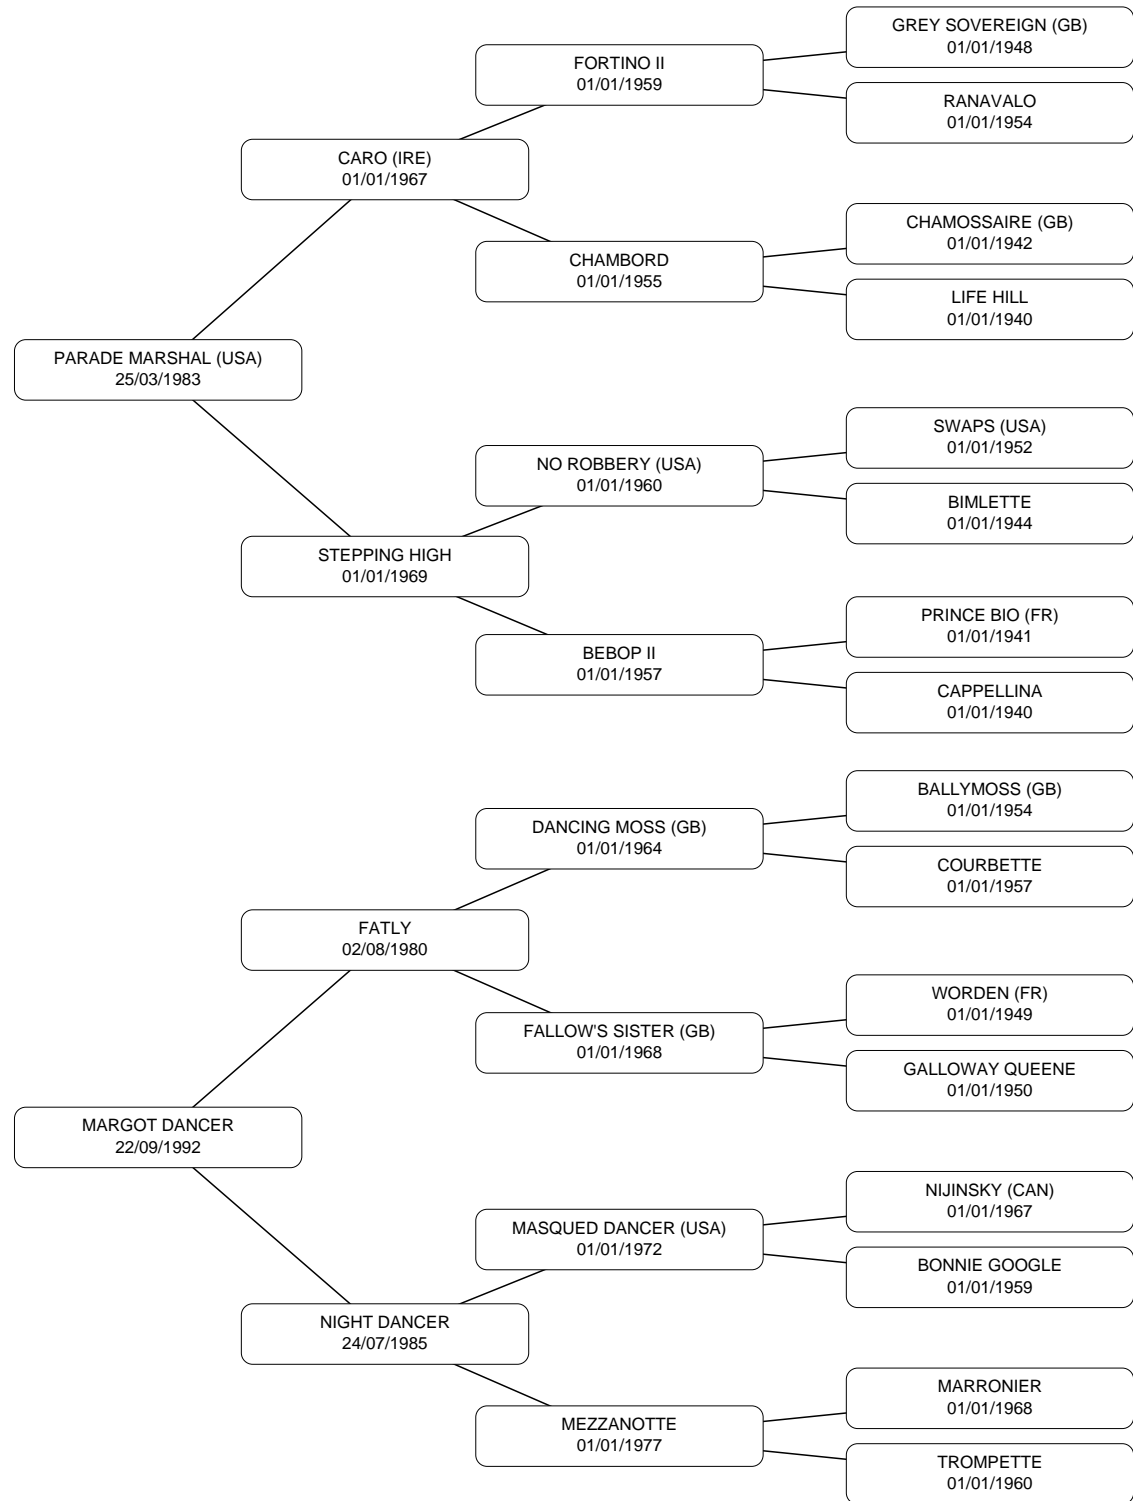 GREY SOVEREIGN (GB)
01/01/1948
FORTINO II
01/01/1959
RANAVALO
01/01/1954
CARO (IRE)
01/01/1967
CHAMOSSAIRE (GB)
01/01/1942
CHAMBORD
01/01/1955
LIFE HILL
01/01/1940
PARADE MARSHAL (USA)
25/03/1983
SWAPS (USA)
01/01/1952
NO ROBBERY (USA)
01/01/1960
BIMLETTE
01/01/1944
STEPPING HIGH
01/01/1969
PRINCE BIO (FR)
01/01/1941
BEBOP II
01/01/1957
CAPPELLINA
01/01/1940
BALLYMOSS (GB)
01/01/1954
DANCING MOSS (GB)
01/01/1964
COURBETTE
01/01/1957
FATLY
02/08/1980
WORDEN (FR)
01/01/1949
FALLOW'S SISTER (GB)
01/01/1968
GALLOWAY QUEENE
01/01/1950
MARGOT DANCER
22/09/1992
NIJINSKY (CAN)
01/01/1967
MASQUED DANCER (USA)
01/01/1972
BONNIE GOOGLE
01/01/1959
NIGHT DANCER
24/07/1985
MARRONIER
01/01/1968
MEZZANOTTE
01/01/1977
TROMPETTE
01/01/1960